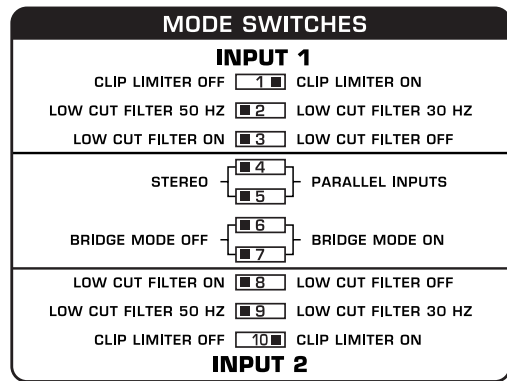 MODE SWITCHES
INPUT 1
CLIP LIMITER OFF 1 CLIP LIMITER ON
LOW CUT FILTER 50 HZ 2 LOW CUT FILTER 30 HZ
LOW CUT FILTER ON 3 LOW CUT FILTER OFF
4
STEREO PARALLEL INPUTS
5
6
BRIDGE MODE OFF BRIDGE MODE ON
7
LOW CUT FILTER ON 8 LOW CUT FILTER OFF
LOW CUT FILTER 50 HZ 9 LOW CUT FILTER 30 HZ
CLIP LIMITER OFF 10 CLIP LIMITER ON
INPUT 2